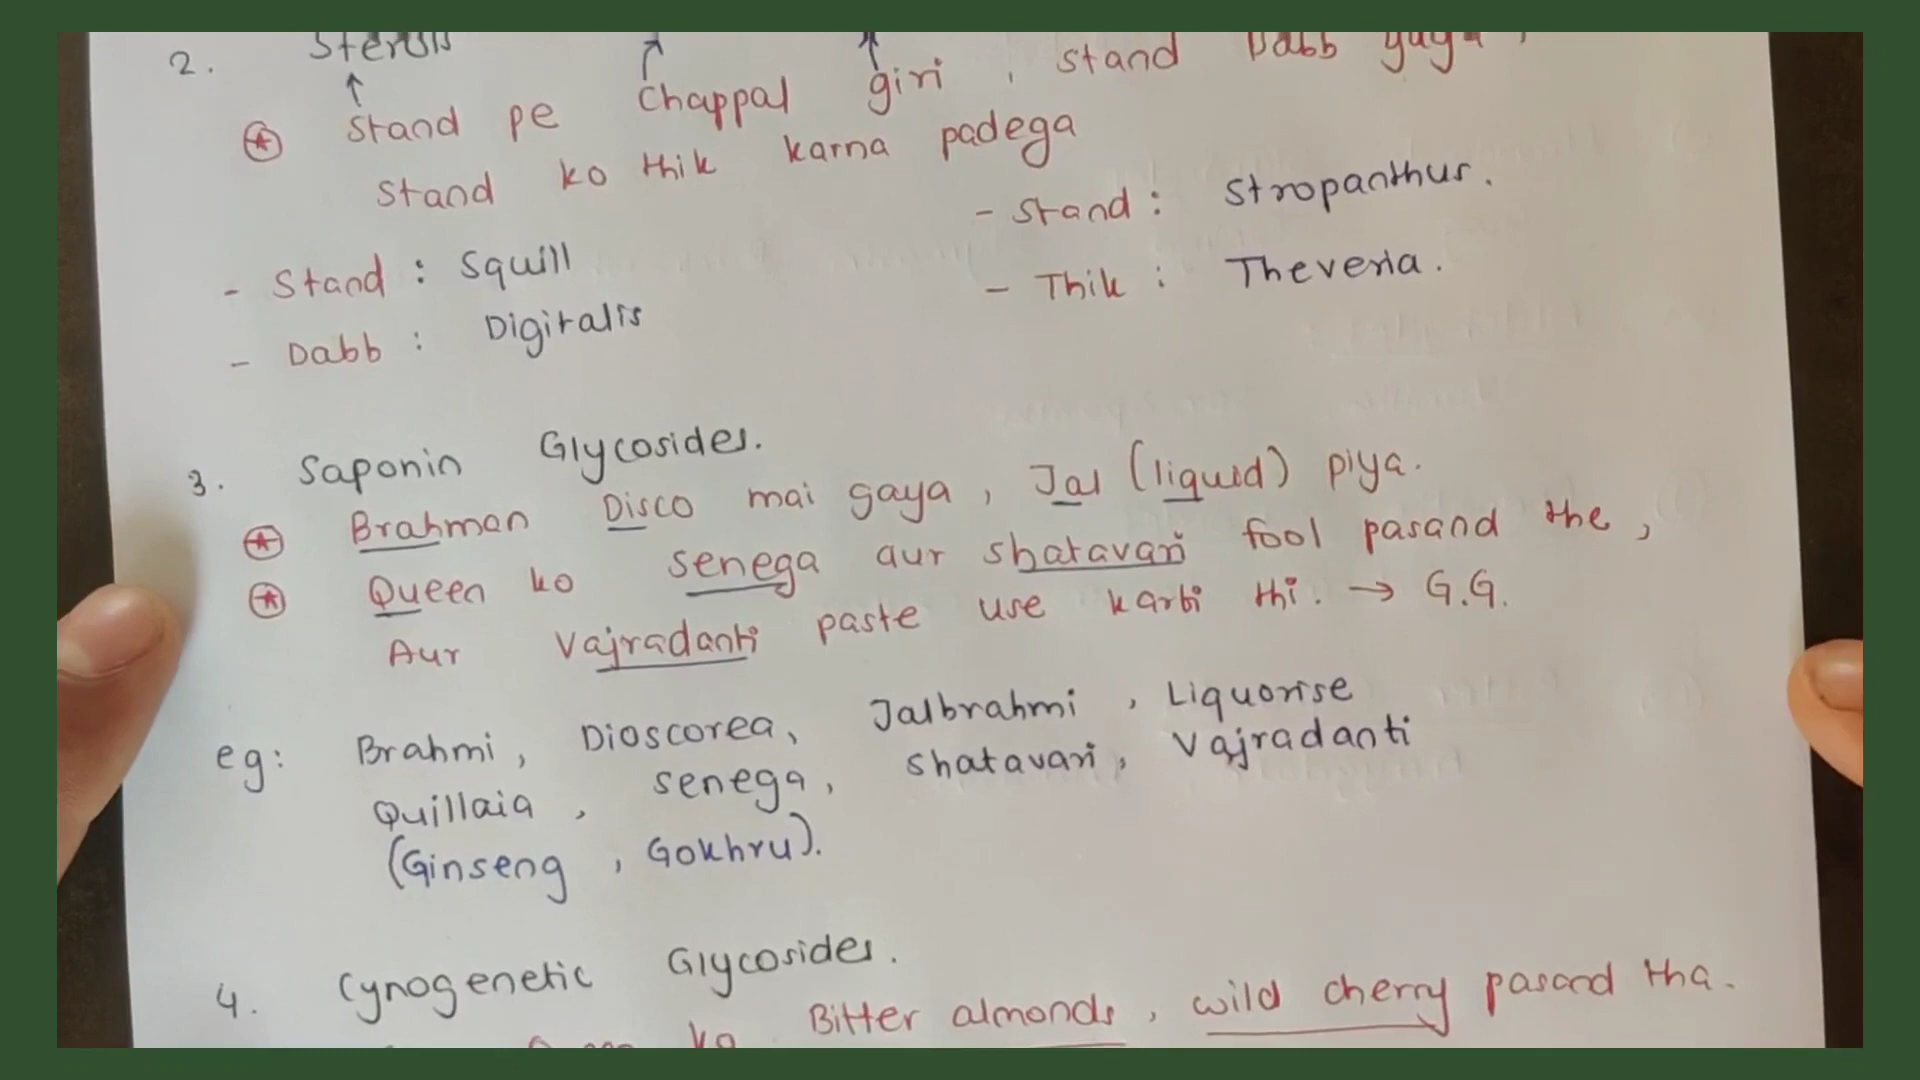 2. Sterols
Stand pe Chappal giri, stand Dabb gaya,
Stand ko thik karna padega
- Stand : Squill
- Stand : Stropanthus.
- Dabb : Digitalis
- Thik : Thevenia.
3. Saponin Glycosides.
Brahman Disco mai gaya, Jal (liquid) piya.
Queen ko senega aur shatavari fool pasand the,
Aur Vajradanti paste use karti thi. → G.G.
eg: Brahmi, Dioscorea, Jalbrahmi, Liquorise
Quillaia, senega, shatavari, Vajradanti
(Ginseng, Gokhru).
4. Cynogenetic Glycosides.
ko Bitter almonds, wild cherry pasand tha.